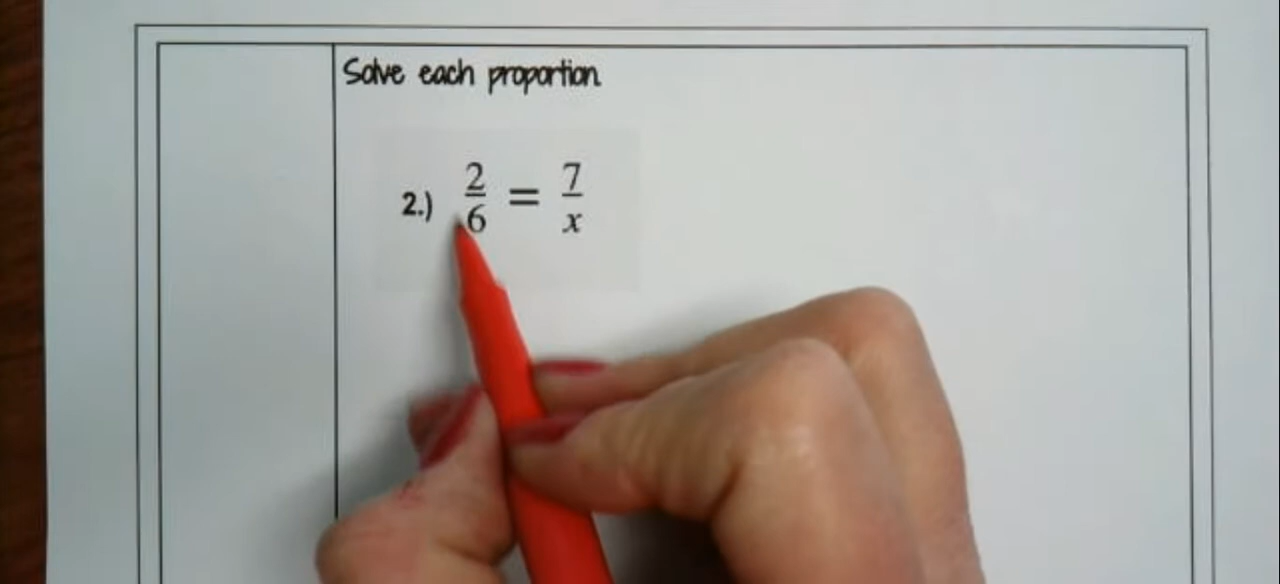 Solve each proportion
2.) 2/6 = 7/x